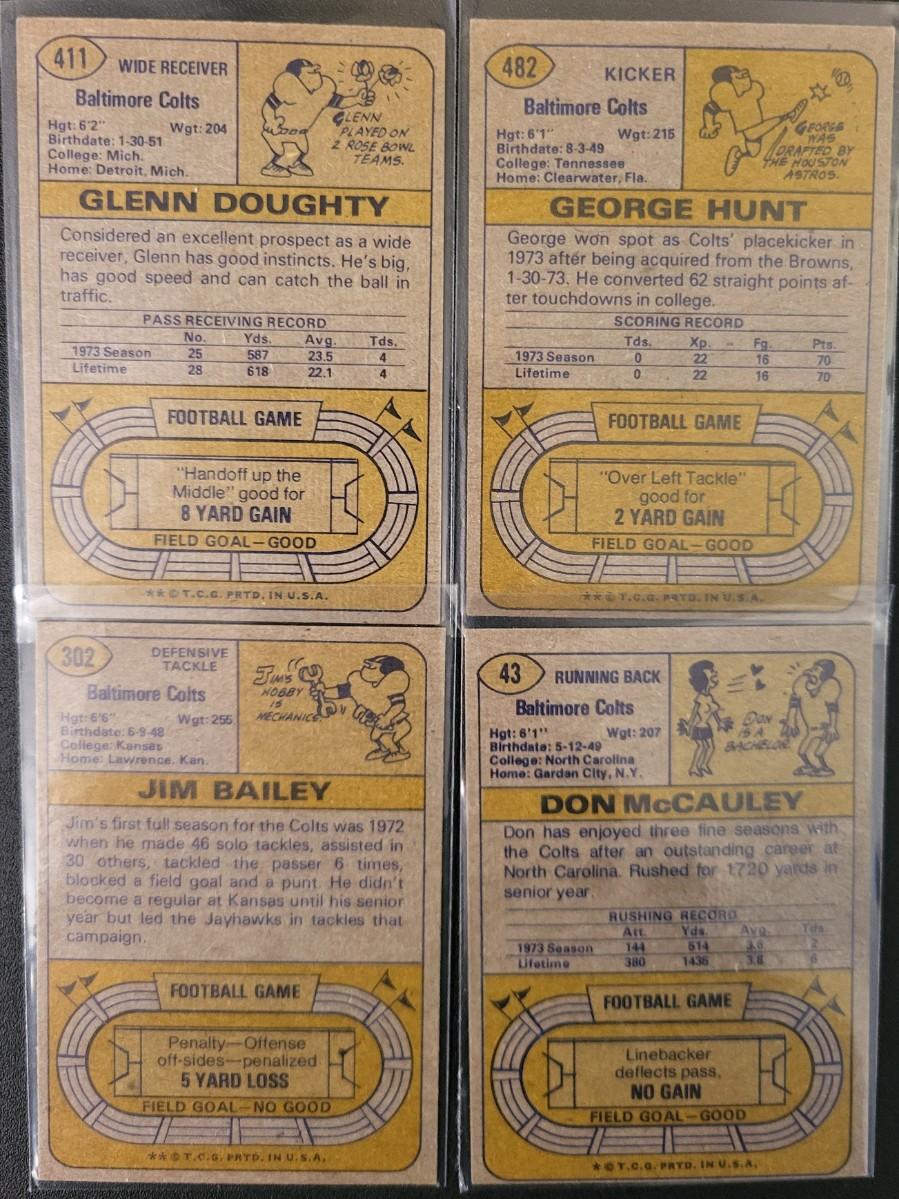 411
WIDE RECEIVER
Baltimore Colts
Hgt: 6'2" Wgt: 204
Birthdate: 1-30-51
College: Mich.
Home: Detroit, Mich.
GLENN
PLAYED ON
2 ROSE BOWL
TEAMS.
GLENN DOUGHTY
Considered an excellent prospect as a wide
receiver, Glenn has good instincts. He's big,
has good speed and can catch the ball in
traffic.
PASS RECEIVING RECORD
No. Yds. Avg. Tds.
1973 Season 25 587 23.5 4
Lifetime 28 618 22.1 4
FOOTBALL GAME
"Handoff up the
Middle" good for
8 YARD GAIN
FIELD GOAL—GOOD
**© T.C.G. PRTD. IN U.S.A.
482
KICKER
Baltimore Colts
Hgt: 6'1" Wgt: 215
Birthdate: 8-3-49
College: Tennessee
Home: Clearwater, Fla.
GEORGE
WAS
DRAFTED BY
THE HOUSTON
ASTROS.
GEORGE HUNT
George won spot as Colts' placekicker in
1973 after being acquired from the Browns,
1-30-73. He converted 62 straight points af-
ter touchdowns in college.
SCORING RECORD
Tds. Xp. Fg. Pts.
1973 Season 0 22 16 70
Lifetime 0 22 16 70
FOOTBALL GAME
"Over Left Tackle"
good for
2 YARD GAIN
FIELD GOAL—GOOD
**© T.C.G. PRTD. IN U.S.A.
302
DEFENSIVE
TACKLE
Baltimore Colts
Hgt: 6'6" Wgt: 255
Birthdate: 6-9-48
College: Kansas
Home: Lawrence, Kan.
JIM'S
HOBBY
IS
MECHANICS.
JIM BAILEY
Jim's first full season for the Colts was 1972
when he made 46 solo tackles, assisted in
30 others, tackled the passer 6 times,
blocked a field goal and a punt. He didn't
become a regular at Kansas until his senior
year but led the Jayhawks in tackles that
campaign.
FOOTBALL GAME
Penalty—Offense
off-sides—penalized
5 YARD LOSS
FIELD GOAL—NO GOOD
**© T.C.G. PRTD. IN U.S.A.
43
RUNNING BACK
Baltimore Colts
Hgt: 6'1" Wgt: 207
Birthdate: 5-12-49
College: North Carolina
Home: Garden City, N.Y.
DON
IS A
BACHELOR.
DON McCAULEY
Don has enjoyed three fine seasons with
the Colts after an outstanding career at
North Carolina. Rushed for 1720 yards in
senior year.
RUSHING RECORD
Att. Yds. Avg. Tds.
1973 Season 144 514 3.6 2
Lifetime 380 1436 3.8 6
FOOTBALL GAME
Linebacker
deflects pass,
NO GAIN
FIELD GOAL—GOOD
*© T.C.G. PRTD. IN U.S.A.